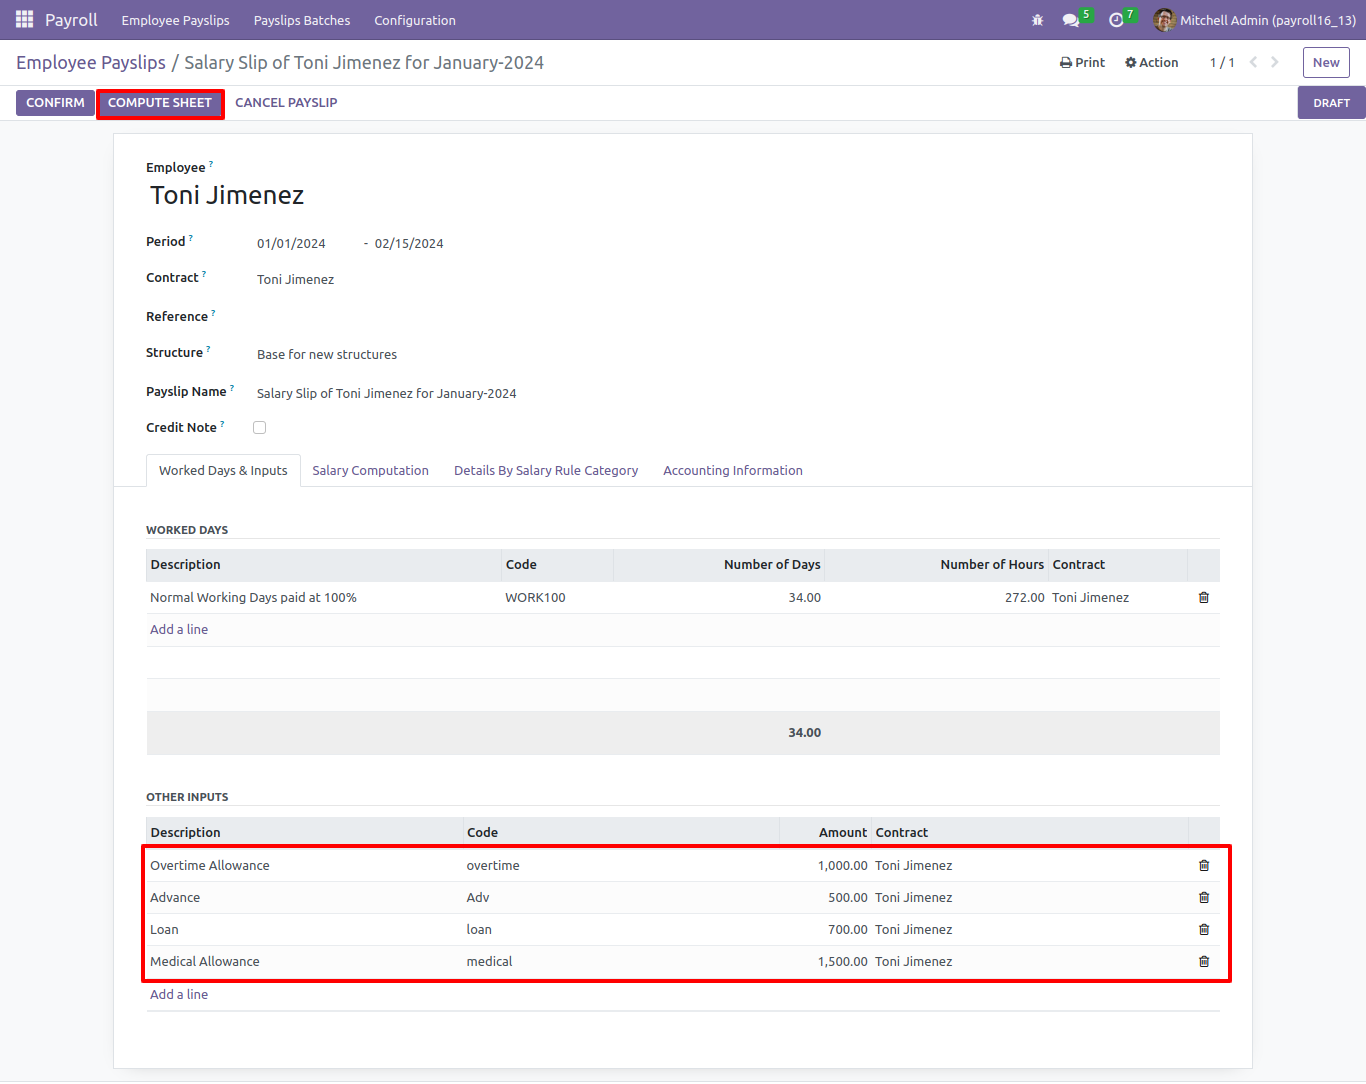 Payroll Employee Payslips Payslips Batches Configuration 5 7 Mitchell Admin (payroll16_13)
Employee Payslips / Salary Slip of Toni Jimenez for January-2024 Print Action 1 / 1 New
CONFIRM COMPUTE SHEET CANCEL PAYSLIP DRAFT
Employee ?
Toni Jimenez
Period ? 01/01/2024 - 02/15/2024
Contract ? Toni Jimenez
Reference ?
Structure ? Base for new structures
Payslip Name ? Salary Slip of Toni Jimenez for January-2024
Credit Note ?
Worked Days & Inputs Salary Computation Details By Salary Rule Category Accounting Information
WORKED DAYS
Description Code Number of Days Number of Hours Contract
Normal Working Days paid at 100% WORK100 34.00 272.00 Toni Jimenez
Add a line
34.00
OTHER INPUTS
Description Code Amount Contract
Overtime Allowance overtime 1,000.00 Toni Jimenez
Advance Adv 500.00 Toni Jimenez
Loan loan 700.00 Toni Jimenez
Medical Allowance medical 1,500.00 Toni Jimenez
Add a line